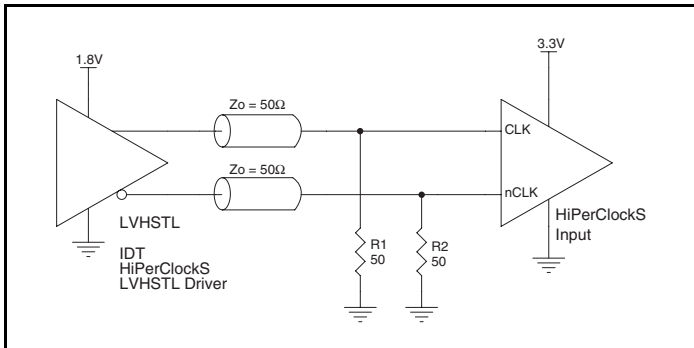 1.8V
3.3V
Zo = 50Ω
CLK
Zo = 50Ω
nCLK
LVHSTL
IDT
HiPerClockS
LVHSTL Driver
R1
50
R2
50
HiPerClockS
Input